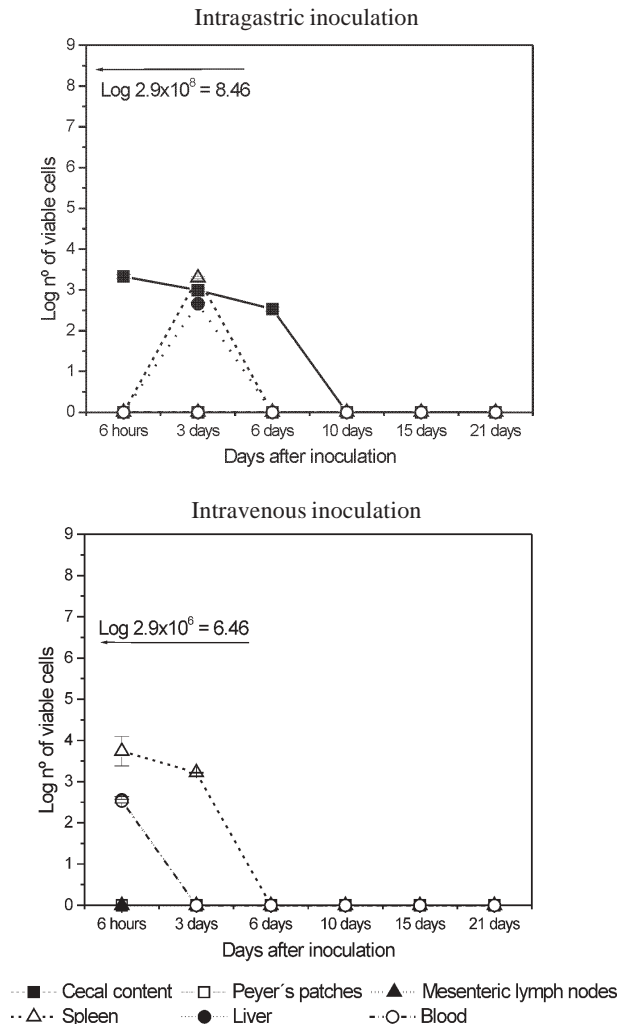 Intragastric inoculation
9
Log 2.9x10⁸ = 8.46
8
7
6
5
4
3
2
1
0
Log nº of viable cells
6 hours 3 days 6 days 10 days 15 days 21 days
Days after inoculation
Intravenous inoculation
9
8
7
Log 2.9x10⁶ = 6.46
6
5
4
3
2
1
0
Log nº of viable cells
6 hours 3 days 6 days 10 days 15 days 21 days
Days after inoculation
Cecal content Peyer´s patches Mesenteric lymph nodes
Spleen Liver Blood